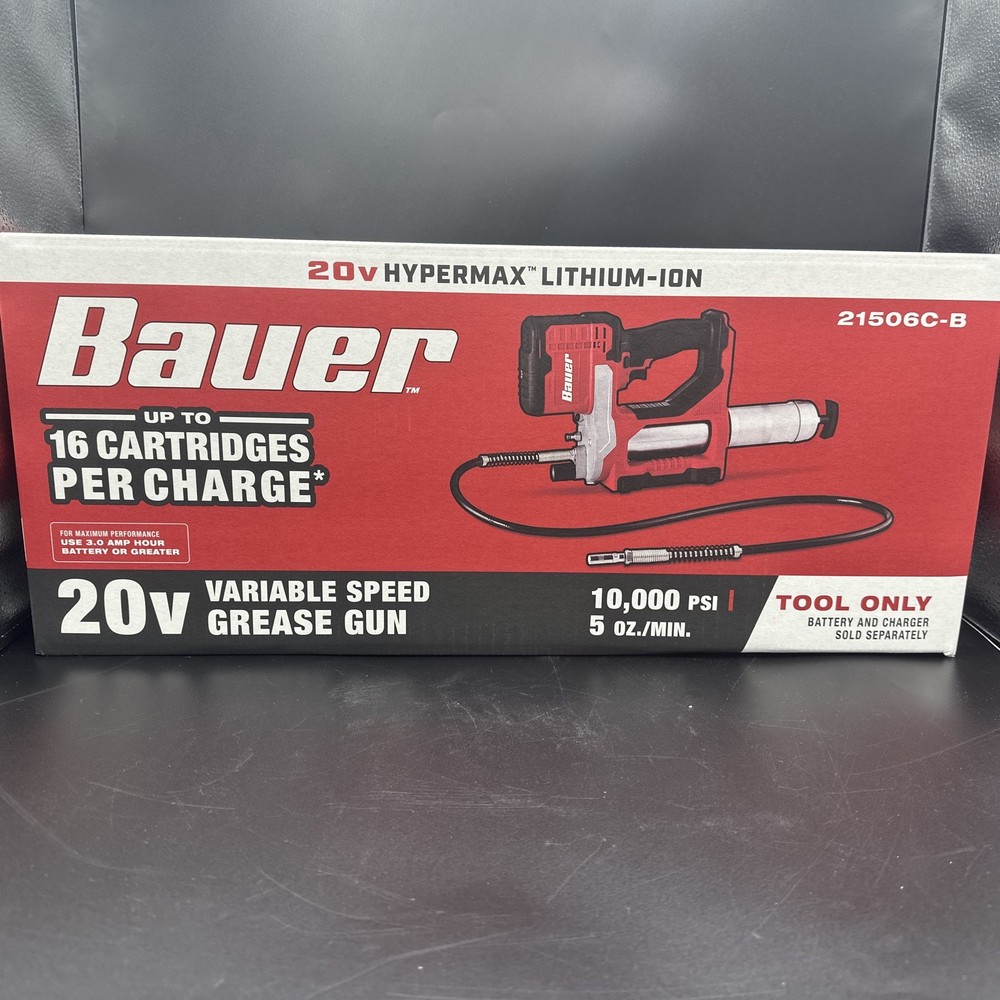 20v HYPERMAX™ LITHIUM-ION
21506C-B
Bauer™
Bauer
UP TO
16 CARTRIDGES
PER CHARGE*
FOR MAXIMUM PERFORMANCE
USE 3.0 AMP HOUR
BATTERY OR GREATER
20v
VARIABLE SPEED
GREASE GUN
10,000 PSI |
5 OZ./MIN.
TOOL ONLY
BATTERY AND CHARGER
SOLD SEPARATELY